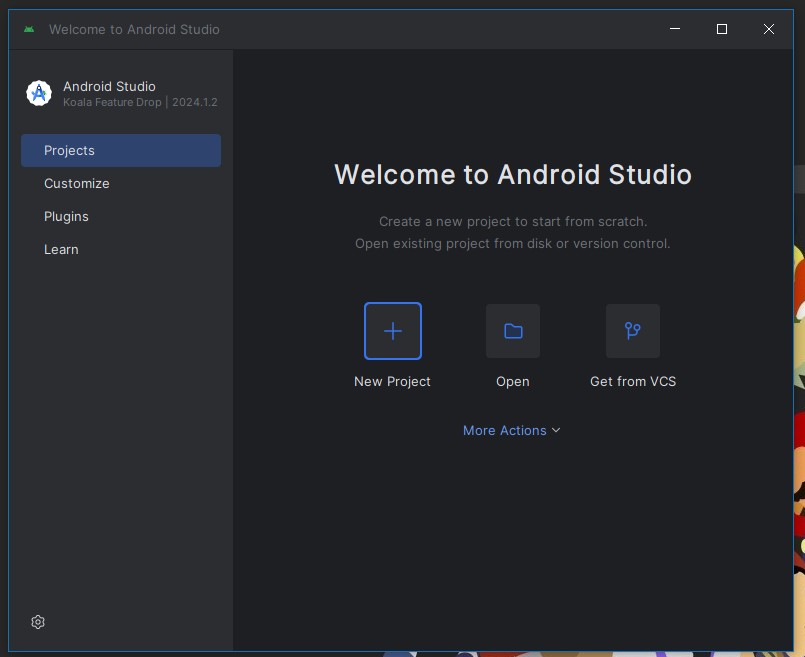 Welcome to Android Studio
Android Studio
Koala Feature Drop | 2024.1.2
Projects
Customize
Plugins
Learn
Welcome to Android Studio
Create a new project to start from scratch.
Open existing project from disk or version control.
New Project
Open
Get from VCS
More Actions